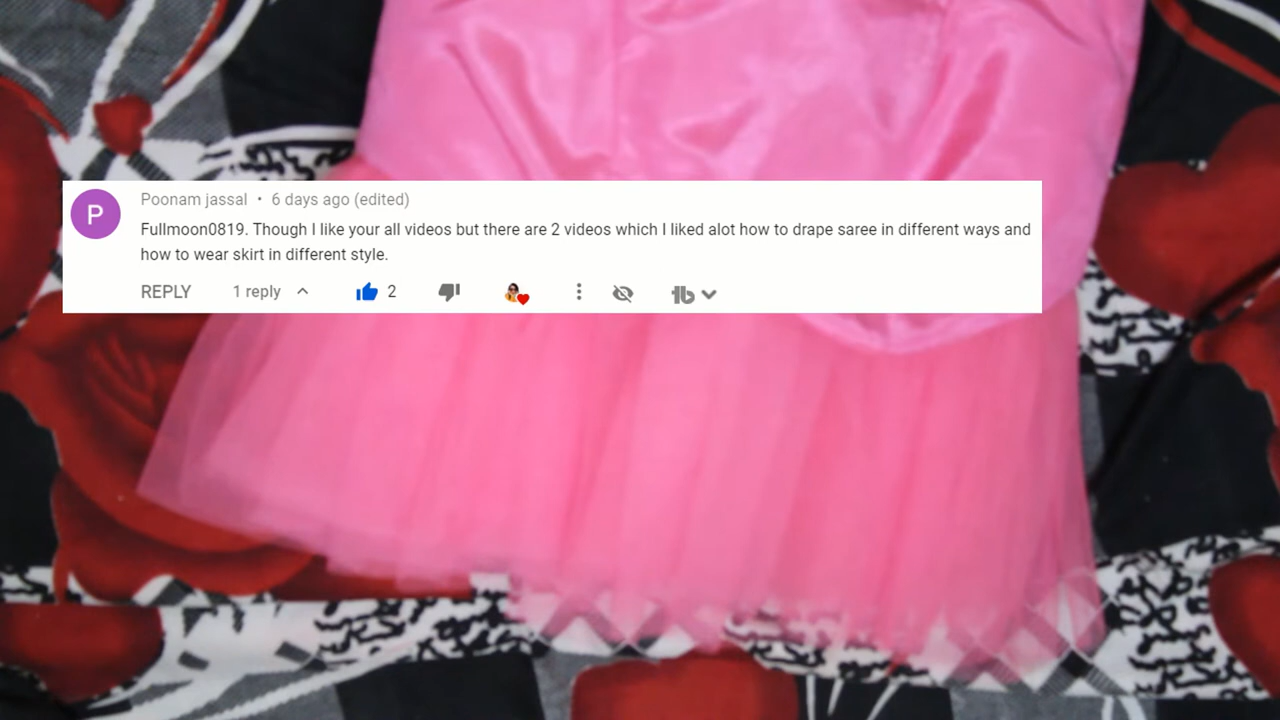 P
Poonam jassal • 6 days ago (edited)
Fullmoon0819. Though I like your all videos but there are 2 videos which I liked alot how to drape saree in different ways and
how to wear skirt in different style.
REPLY 1 reply 2